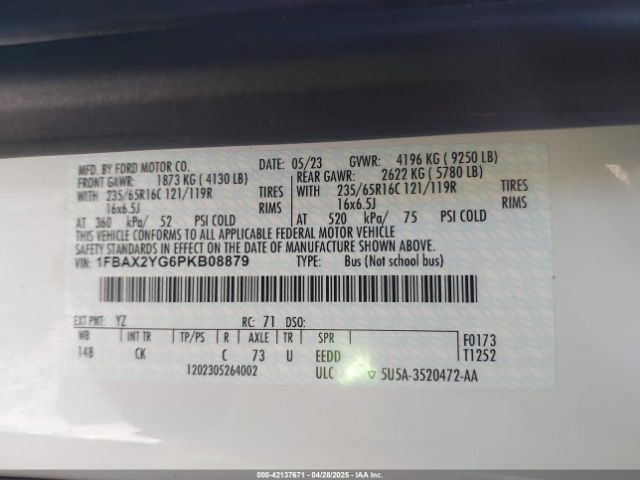 MFD. BY FORD MOTOR CO. DATE: 05/23 GVWR: 4196 KG ( 9250 LB)
FRONT GAWR: 1873 KG ( 4130 LB) REAR GAWR: 2622 KG ( 5780 LB)
WITH 235/65R16C 121/119R TIRES WITH 235/65R16C 121/119R TIRES
16x6.5J RIMS 16x6.5J RIMS
AT 360 kPa/ 52 PSI COLD AT 520 kPa/ 75 PSI COLD
THIS VEHICLE CONFORMS TO ALL APPLICABLE FEDERAL MOTOR VEHICLE
SAFETY STANDARDS IN EFFECT ON THE DATE OF MANUFACTURE SHOWN ABOVE.
VIN: 1FBAX2YG6PKB08879 TYPE: Bus (Not school Bus)
EXT PNT: YZ RC: 71 DSO:
WB INT TR TP/PS R AXLE TR SPR F0173
148 CK C 73 U EEDD T1252
1202305264002 ULC ▽ 5U5A-3520472-AA
000-42137671 - 04/28/2025 - IAAI.COM